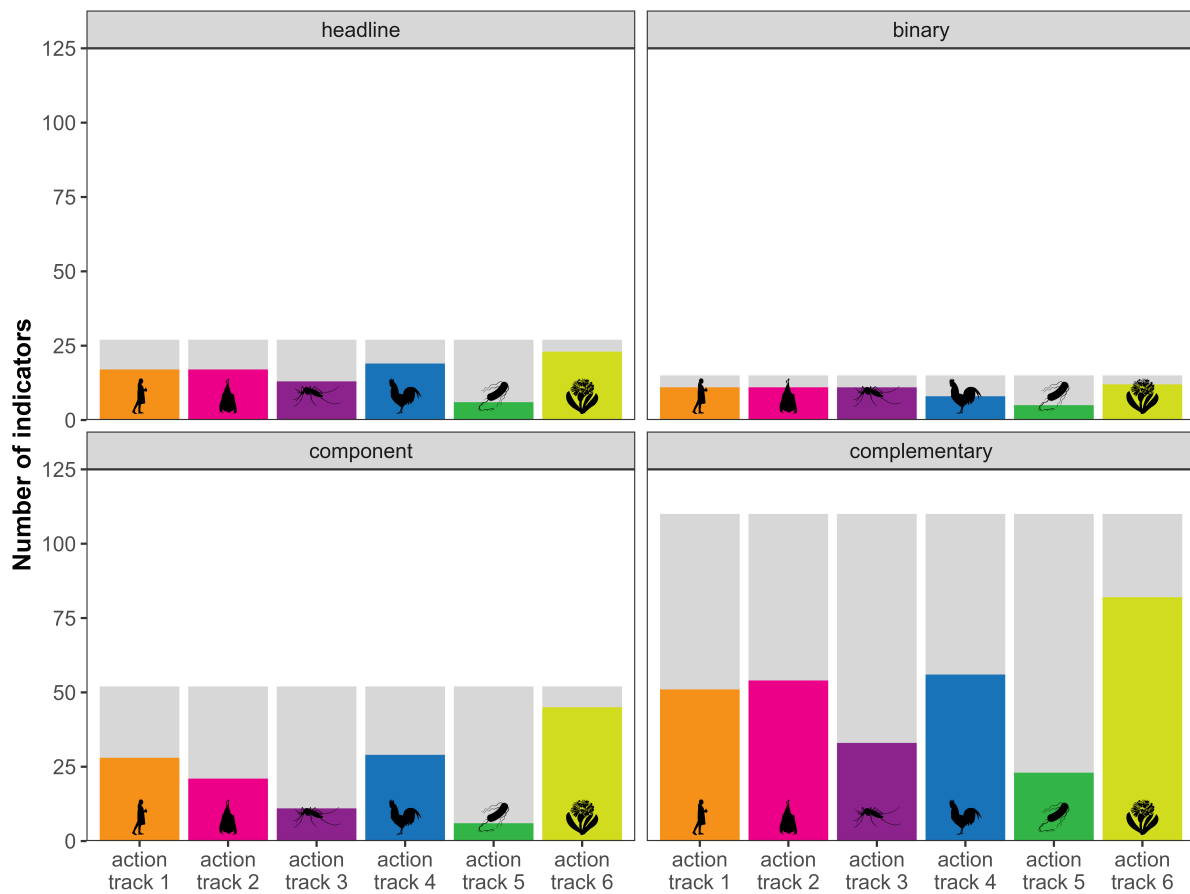 headline
binary
125
100
75
50
25
0
component
complementary
125
100
75
50
25
0
Number of indicators
action track 1
action track 2
action track 3
action track 4
action track 5
action track 6
action track 1
action track 2
action track 3
action track 4
action track 5
action track 6